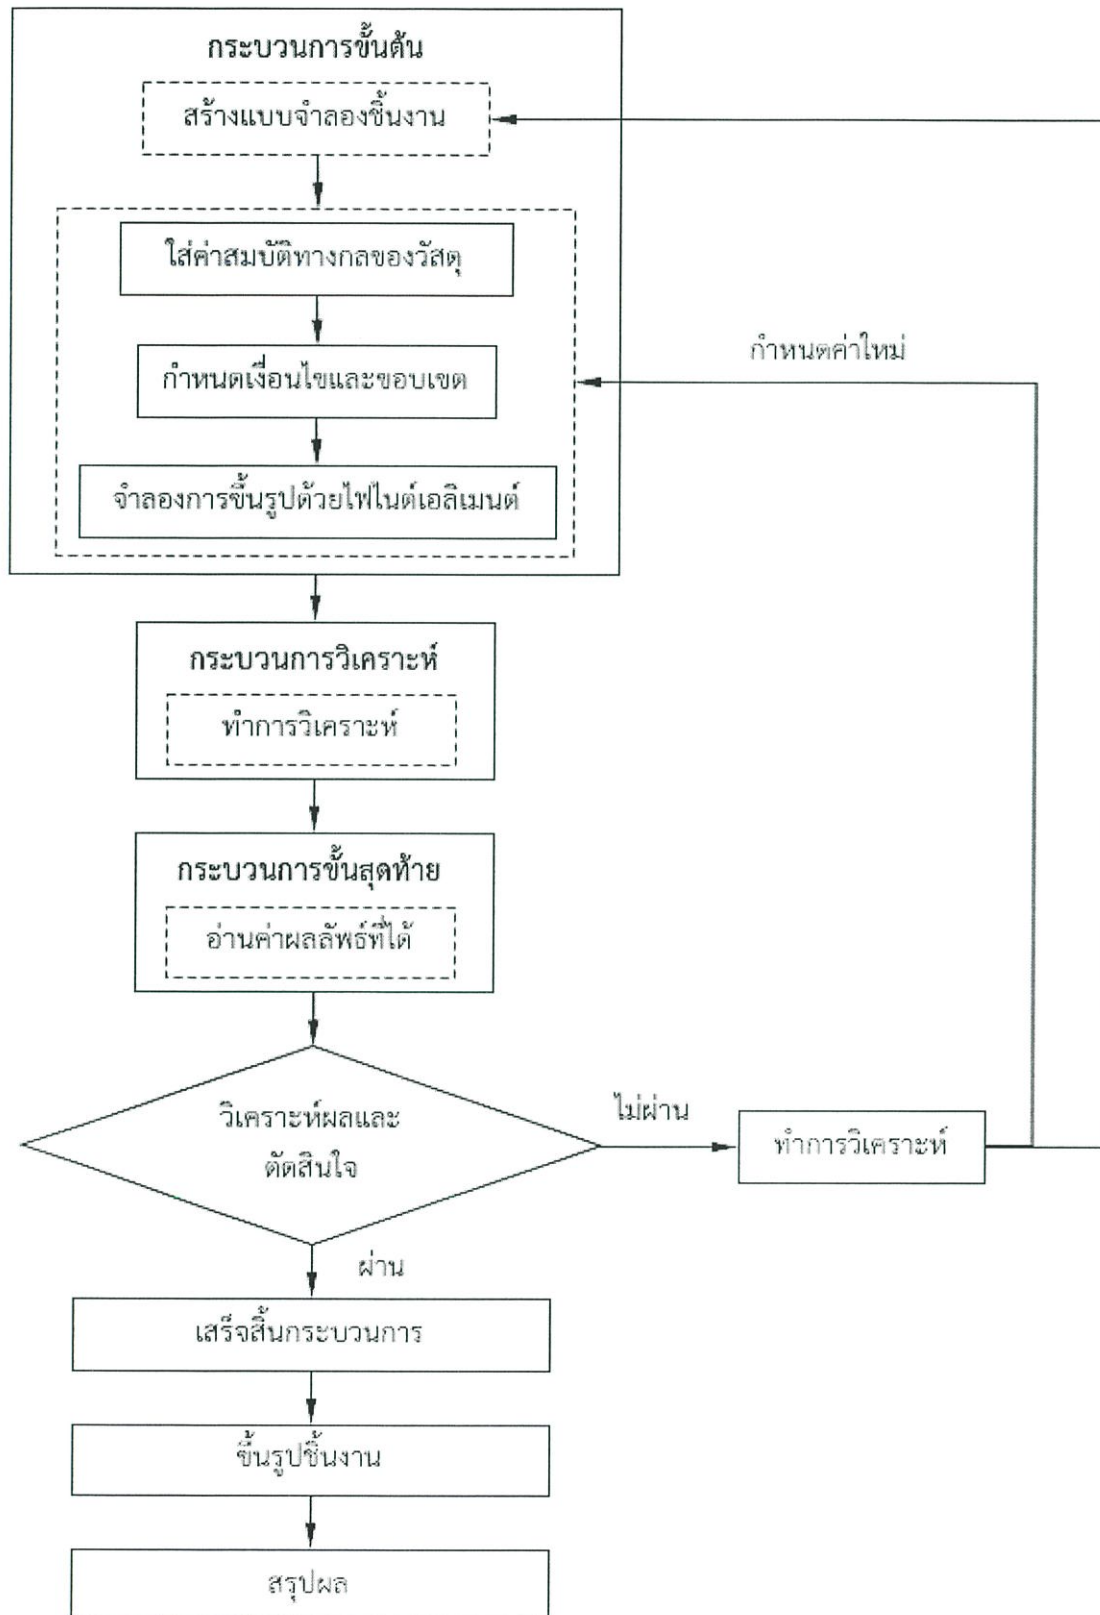 กระบวนการขั้นต้น
สร้างแบบจำลองชิ้นงาน
ใส่ค่าสมบัติทางกลของวัสดุ
กำหนดค่าใหม่
กำหนดเงื่อนไขและขอบเขต
จำลองการขึ้นรูปด้วยไฟไนต์เอลิเมนต์
กระบวนการวิเคราะห์
ทำการวิเคราะห์
กระบวนการขั้นสุดท้าย
อ่านค่าผลลัพธ์ที่ได้
วิเคราะห์ผลและ
ตัดสินใจ
ไม่ผ่าน
ทำการวิเคราะห์
ผ่าน
เสร็จสิ้นกระบวนการ
ขึ้นรูปชิ้นงาน
สรุปผล